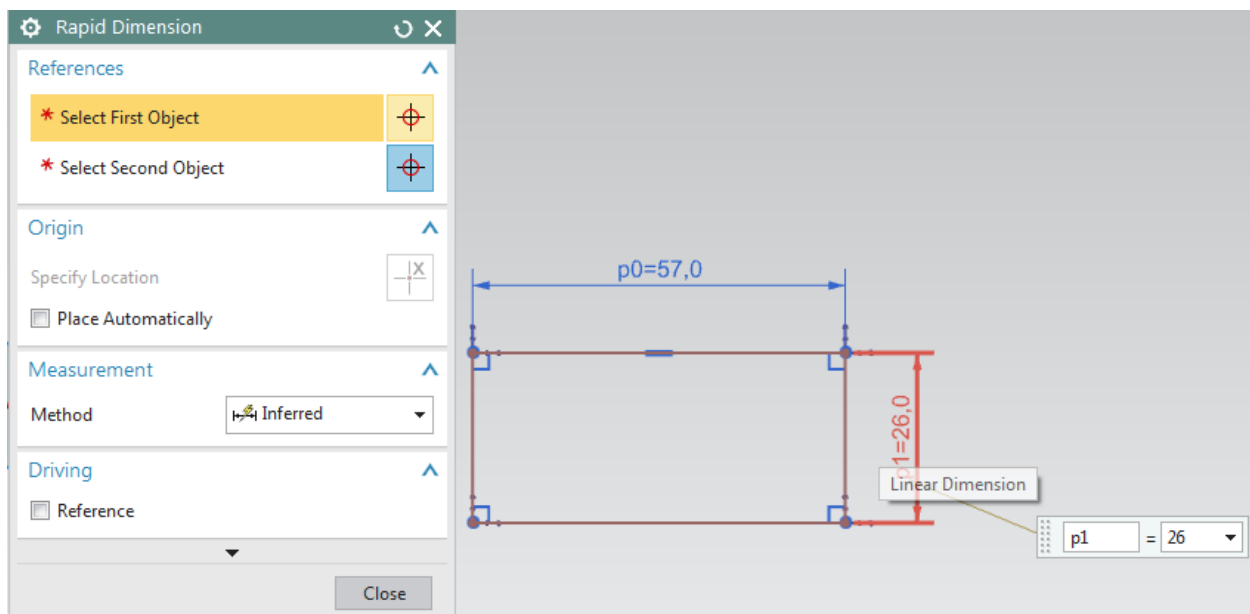 Rapid Dimension
References
* Select First Object
* Select Second Object
Origin
Specify Location
X
Place Automatically
Measurement
Method
Inferred
Driving
Reference
Close
p0=57,0
p1=26,0
Linear Dimension
p1 = 26